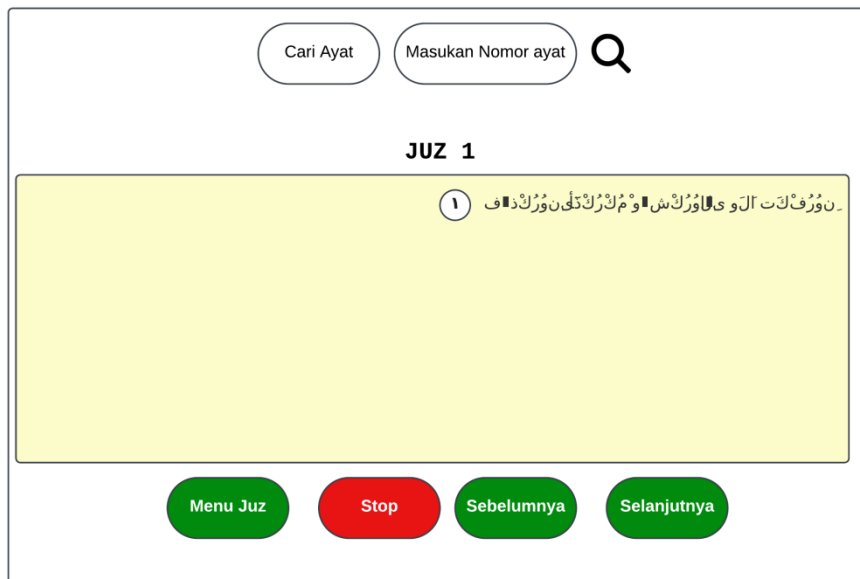 Cari Ayat
Masukan Nomor ayat
JUZ 1
١
Menu Juz
Stop
Sebelumnya
Selanjutnya